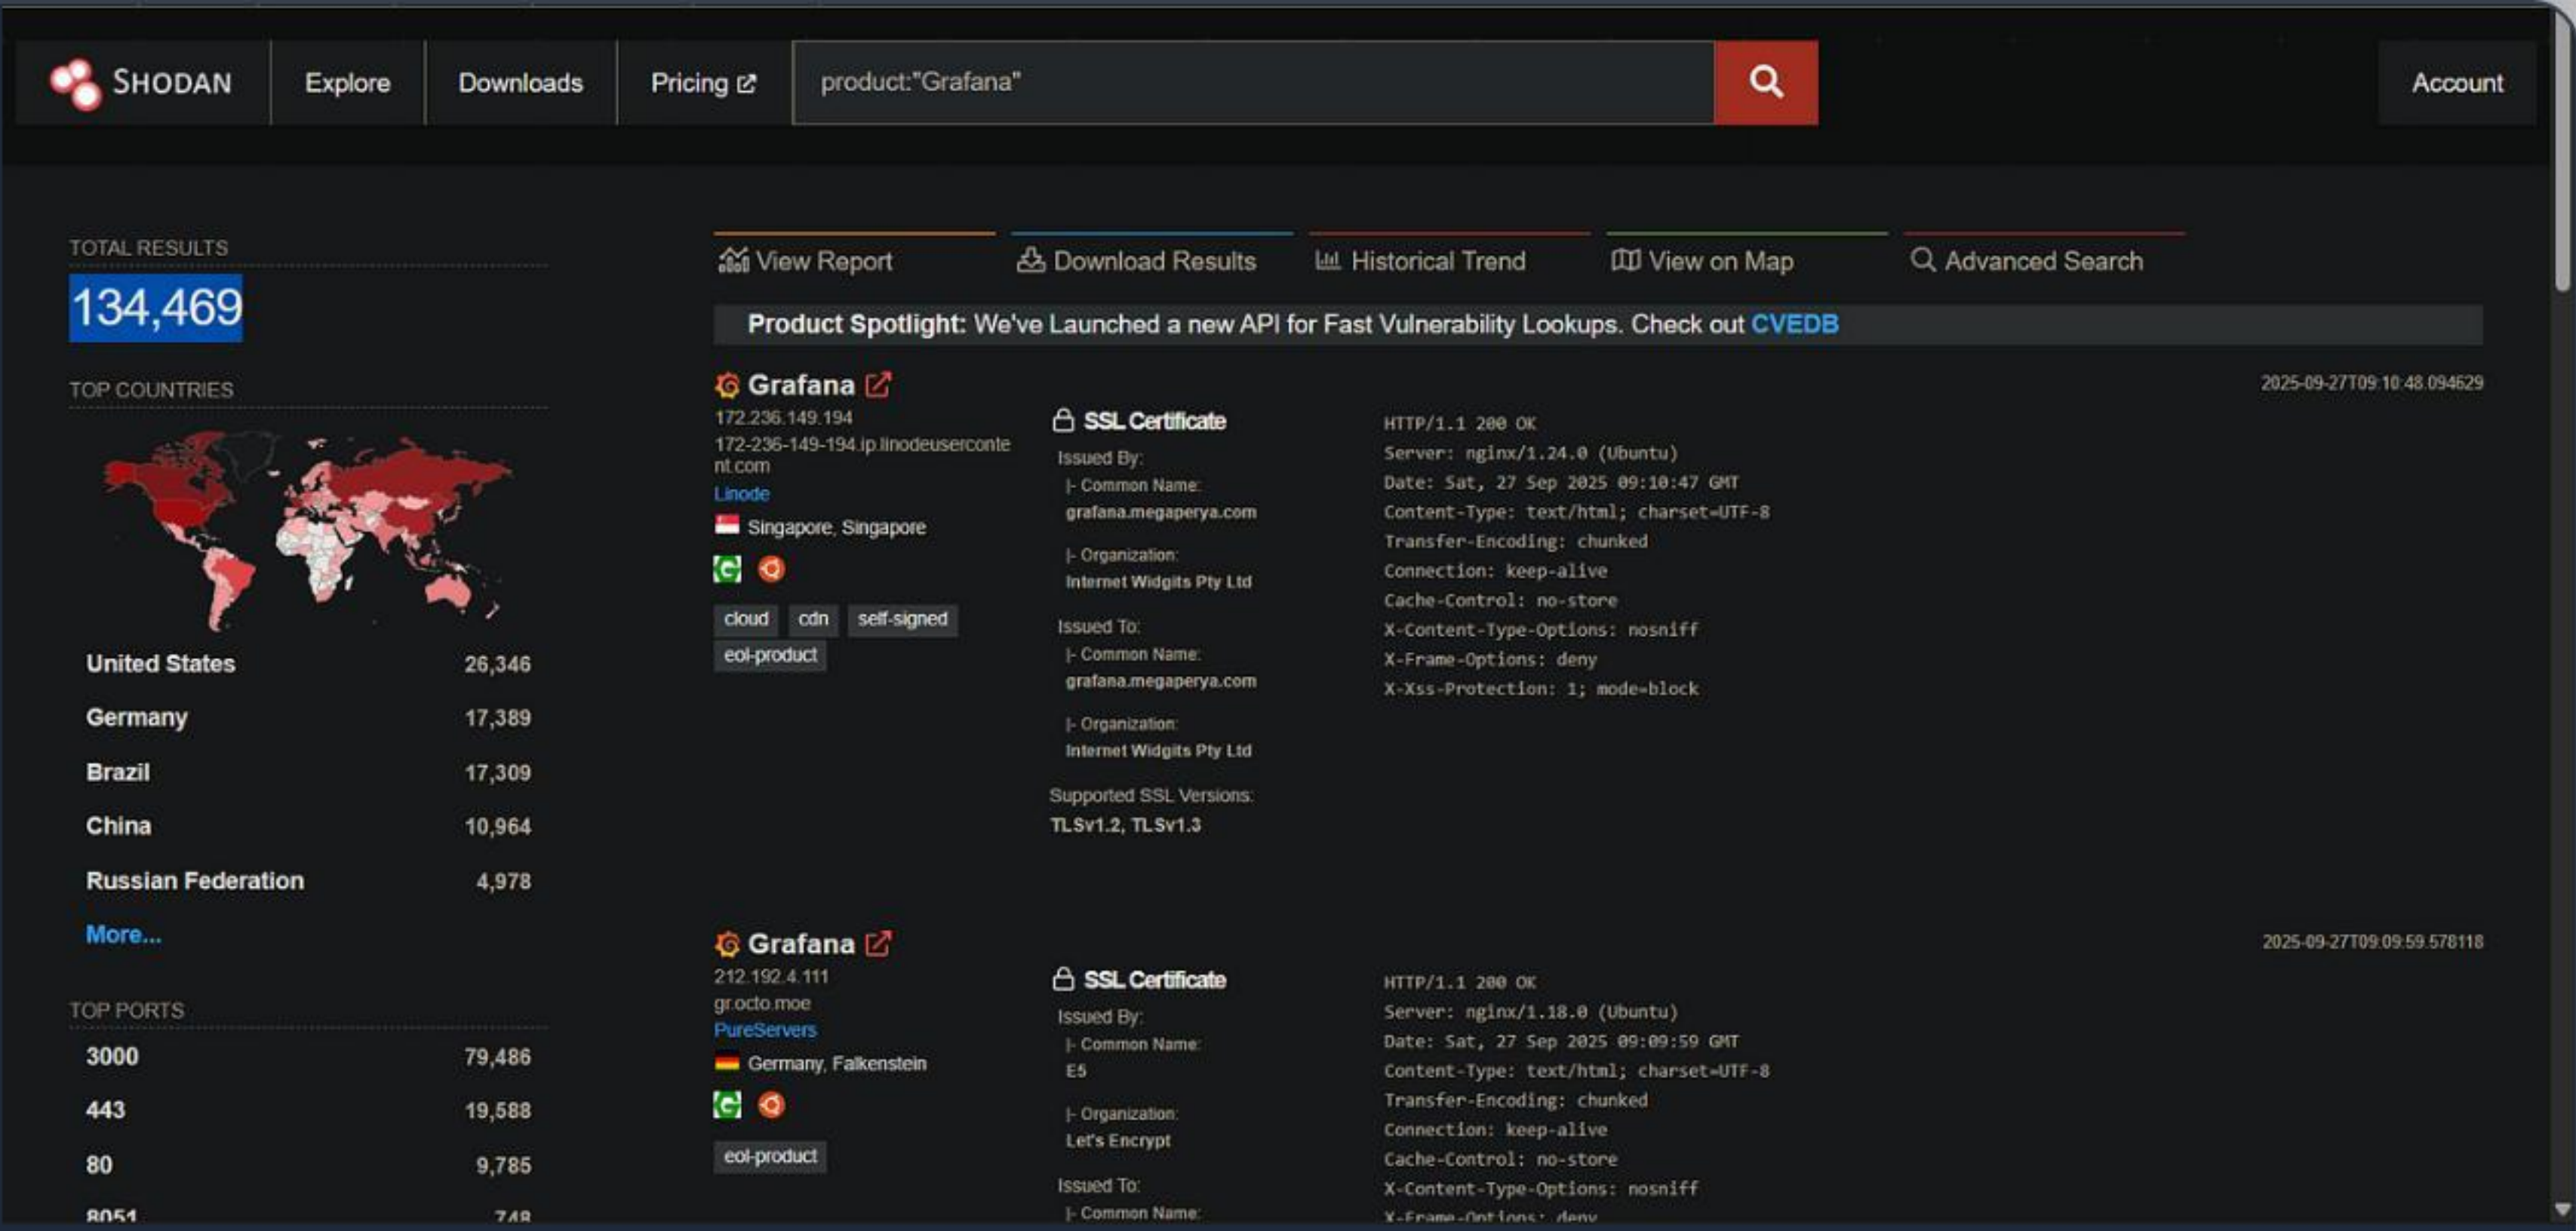 SHODAN
Explore
Downloads
Pricing
product:"Grafana"
Account
TOTAL RESULTS
134,469
TOP COUNTRIES
United States 26,346
Germany 17,389
Brazil 17,309
China 10,964
Russian Federation 4,978
More...
TOP PORTS
3000 79,486
443 19,588
80 9,785
8051 748
View Report
Download Results
Historical Trend
View on Map
Advanced Search
Product Spotlight: We've Launched a new API for Fast Vulnerability Lookups. Check out CVEDB
Grafana
2025-09-27T09:10:48.094629
172.236.149.194
172-236-149-194.ip.linodeuserconte
nt.com
Linode
Singapore, Singapore
cloud cdn self-signed
eol-product
SSL Certificate
Issued By:
|- Common Name:
grafana.megaperya.com
|- Organization:
Internet Widgits Pty Ltd
Issued To:
|- Common Name:
grafana.megaperya.com
|- Organization:
Internet Widgits Pty Ltd
Supported SSL Versions:
TLSv1.2, TLSv1.3
HTTP/1.1 200 OK
Server: nginx/1.24.0 (Ubuntu)
Date: Sat, 27 Sep 2025 09:10:47 GMT
Content-Type: text/html; charset=UTF-8
Transfer-Encoding: chunked
Connection: keep-alive
Cache-Control: no-store
X-Content-Type-Options: nosniff
X-Frame-Options: deny
X-Xss-Protection: 1; mode=block
Grafana
2025-09-27T09:09:59.578118
212.192.4.111
gr.octo.moe
PureServers
Germany, Falkenstein
eol-product
SSL Certificate
Issued By:
|- Common Name:
E5
|- Organization:
Let's Encrypt
Issued To:
|- Common Name:
HTTP/1.1 200 OK
Server: nginx/1.18.0 (Ubuntu)
Date: Sat, 27 Sep 2025 09:09:59 GMT
Content-Type: text/html; charset=UTF-8
Transfer-Encoding: chunked
Connection: keep-alive
Cache-Control: no-store
X-Content-Type-Options: nosniff
X-Frame-Options: deny